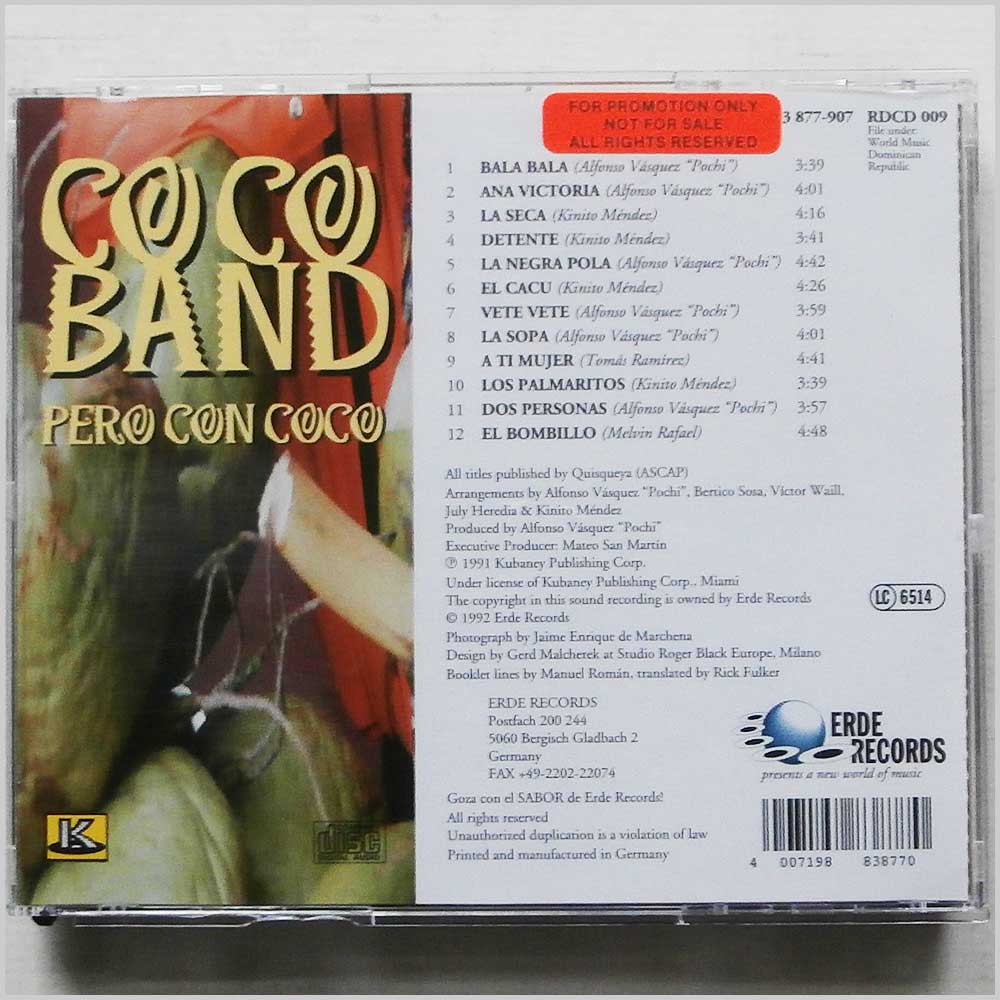 COCO
BAND
PERO CON COCO
K
DISC
DIGITAL AUDIO
FOR PROMOTION ONLY
NOT FOR SALE
ALL RIGHTS RESERVED
3 877-907 RDCD 009
File under:
World Music
Dominican
Republic
1 BALA BALA (Alfonso Vásquez "Pochi") 3:39
2 ANA VICTORIA (Alfonso Vásquez "Pochi") 4:01
3 LA SECA (Kinito Méndez) 4:16
4 DETENTE (Kinito Méndez) 3:41
5 LA NEGRA POLA (Alfonso Vásquez "Pochi") 4:42
6 EL CACU (Kinito Méndez) 4:26
7 VETE VETE (Alfonso Vásquez "Pochi") 3:59
8 LA SOPA (Alfonso Vásquez "Pochi") 4:01
9 A TI MUJER (Tomás Ramírez) 4:41
10 LOS PALMARITOS (Kinito Méndez) 3:39
11 DOS PERSONAS (Alfonso Vásquez "Pochi") 3:57
12 EL BOMBILLO (Melvin Rafael) 4:48
All titles published by Quisqueya (ASCAP)
Arrangements by Alfonso Vásquez "Pochi", Bertico Sosa, Víctor Waill,
July Heredia & Kinito Méndez
Produced by Alfonso Vásquez "Pochi"
Executive Producer: Mateo San Martín
℗ 1991 Kubaney Publishing Corp.
Under license of Kubaney Publishing Corp., Miami
The copyright in this sound recording is owned by Erde Records
© 1992 Erde Records
Photograph by Jaime Enrique de Marchena
Design by Gerd Malcherek at Studio Roger Black Europe, Milano
Booklet lines by Manuel Román, translated by Rick Fulker
LC 6514
ERDE RECORDS
Postfach 200 244
5060 Bergisch Gladbach 2
Germany
FAX +49-2202-22074
ERDE
RECORDS
presents a new world of music
Goza con el SABOR de Erde Records!
All rights reserved
Unauthorized duplication is a violation of law
Printed and manufactured in Germany
4 007198 838770